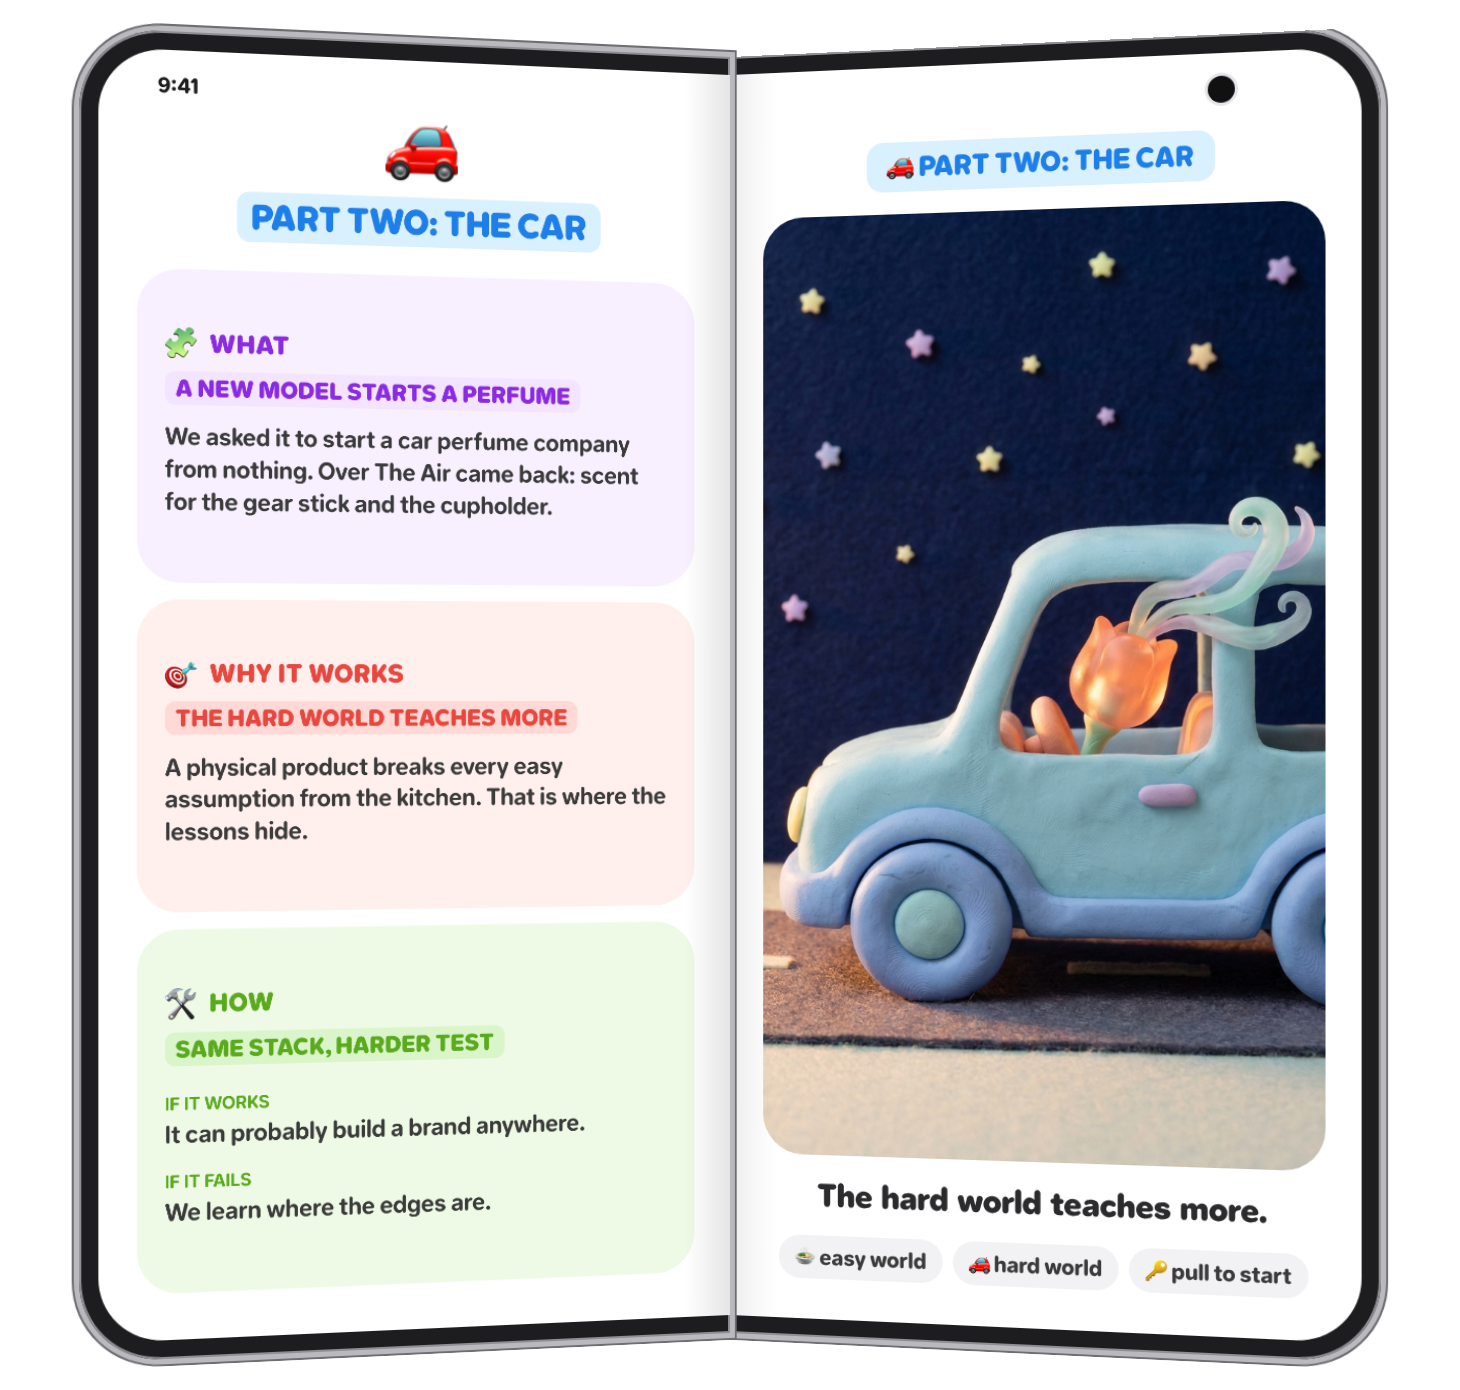 9:41
PART TWO: THE CAR
WHAT
A NEW MODEL STARTS A PERFUME
We asked it to start a car perfume company
from nothing. Over The Air came back: scent
for the gear stick and the cupholder.
WHY IT WORKS
THE HARD WORLD TEACHES MORE
A physical product breaks every easy
assumption from the kitchen. That is where the
lessons hide.
HOW
SAME STACK, HARDER TEST
IF IT WORKS
It can probably build a brand anywhere.
IF IT FAILS
We learn where the edges are.
PART TWO: THE CAR
The hard world teaches more.
easy world
hard world
pull to start